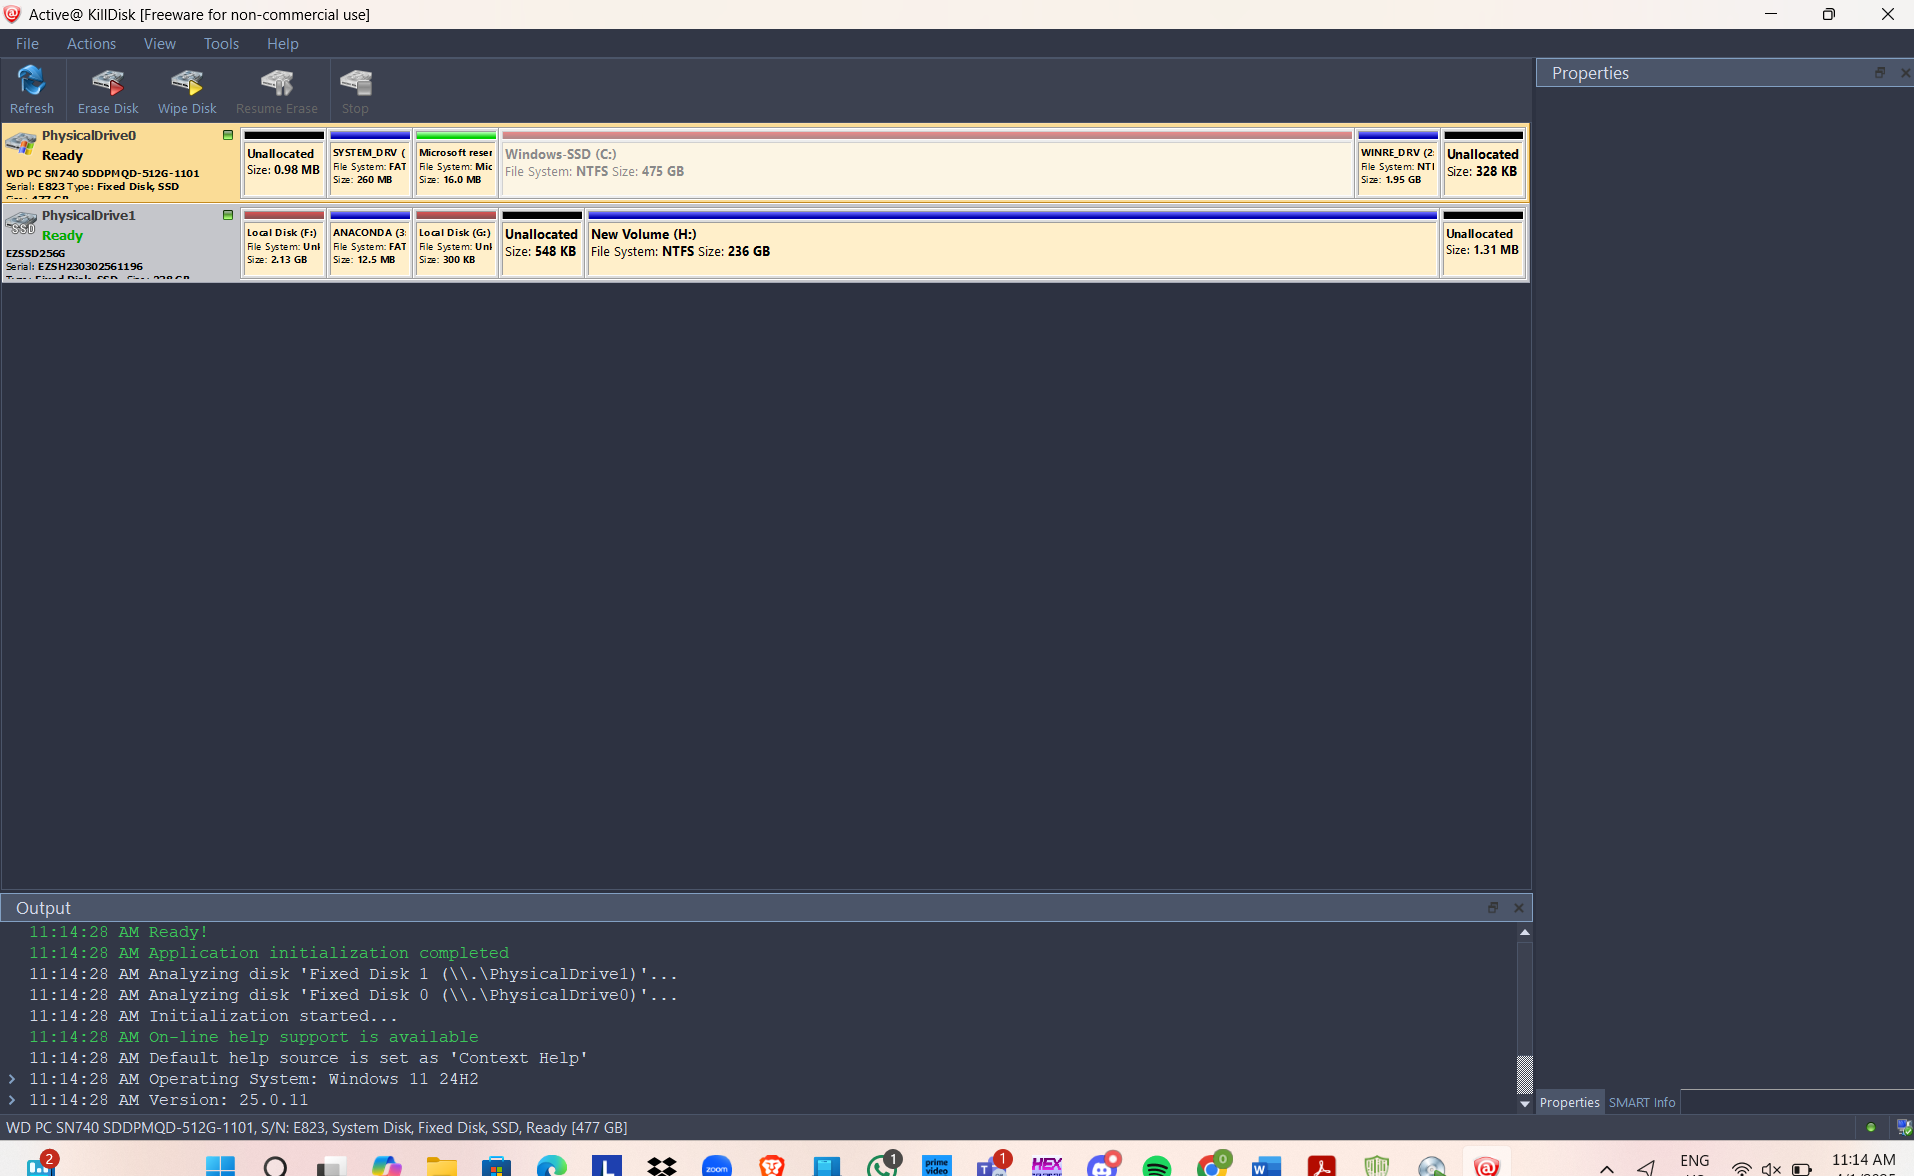 Active@ KillDisk [Freeware for non-commercial use]
File Actions View Tools Help
Refresh Erase Disk Wipe Disk Resume Erase Stop
Properties
PhysicalDrive0
Ready
WD PC SN740 SDDPMQD-512G-1101
Serial: E823 Type: Fixed Disk, SSD
Unallocated
Size: 0.98 MB
SYSTEM_DRV (
File System: FAT
Size: 260 MB
Microsoft reser
File System: Mic
Size: 16.0 MB
Windows-SSD (C:)
File System: NTFS Size: 475 GB
WINRE_DRV (2:
File System: NTI
Size: 1.95 GB
Unallocated
Size: 328 KB
PhysicalDrive1
SSD
Ready
EZSSD256G
Serial: EZSH230302561196
Local Disk (F:)
File System: Unk
Size: 2.13 GB
ANACONDA (3:
File System: FAT
Size: 12.5 MB
Local Disk (G:)
File System: Unk
Size: 300 KB
Unallocated
Size: 548 KB
New Volume (H:)
File System: NTFS Size: 236 GB
Unallocated
Size: 1.31 MB
Output
11:14:28 AM Ready!
11:14:28 AM Application initialization completed
11:14:28 AM Analyzing disk 'Fixed Disk 1 (\\.\PhysicalDrive1)'...
11:14:28 AM Analyzing disk 'Fixed Disk 0 (\\.\PhysicalDrive0)'...
11:14:28 AM Initialization started...
11:14:28 AM On-line help support is available
11:14:28 AM Default help source is set as 'Context Help'
11:14:28 AM Operating System: Windows 11 24H2
11:14:28 AM Version: 25.0.11
Properties SMART Info
WD PC SN740 SDDPMQD-512G-1101, S/N: E823, System Disk, Fixed Disk, SSD, Ready [477 GB]
2
zoom
1
prime video
1
HEX
0
ENG
11:14 AM